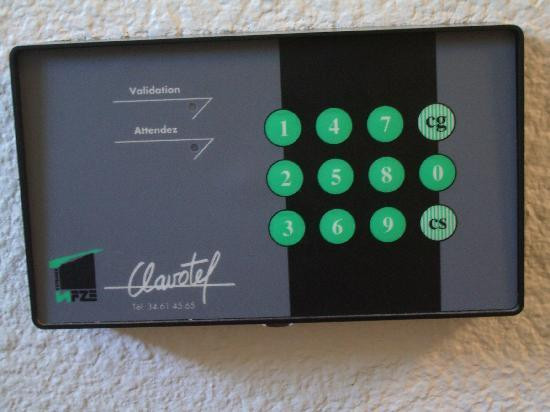 Validation
Attendez
1 4 7 cg
2 5 8 0
3 6 9 cs
Clavotel
Tel: 34.61.45.65